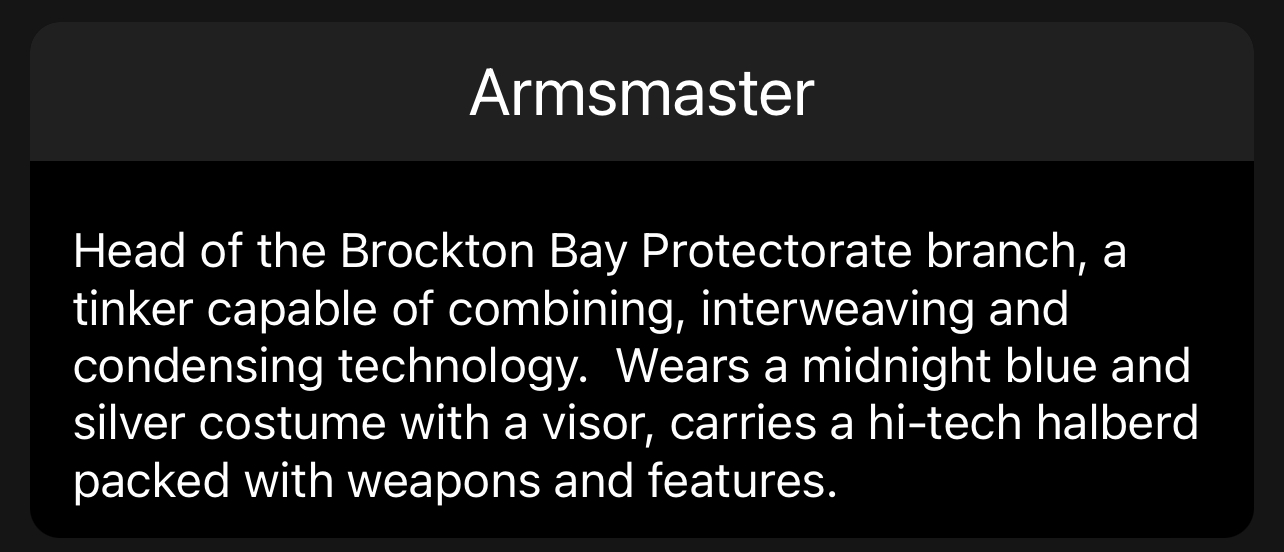 Armsmaster
Head of the Brockton Bay Protectorate branch, a
tinker capable of combining, interweaving and
condensing technology.  Wears a midnight blue and
silver costume with a visor, carries a hi-tech halberd
packed with weapons and features.